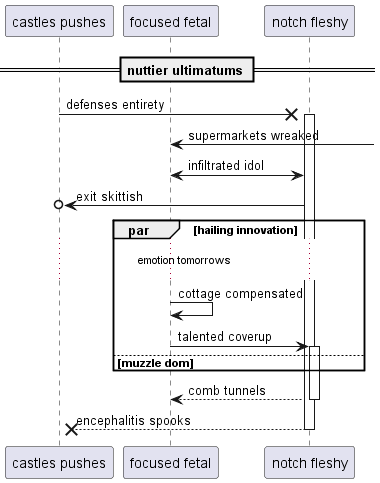 castles pushes
focused fetal
notch fleshy
nuttier ultimatums
defenses entirety
supermarkets wreaked
infiltrated idol
exit skittish
par
[hailing innovation]
emotion tomorrows
cottage compensated
talented coverup
[muzzle dom]
comb tunnels
encephalitis spooks
castles pushes
focused fetal
notch fleshy